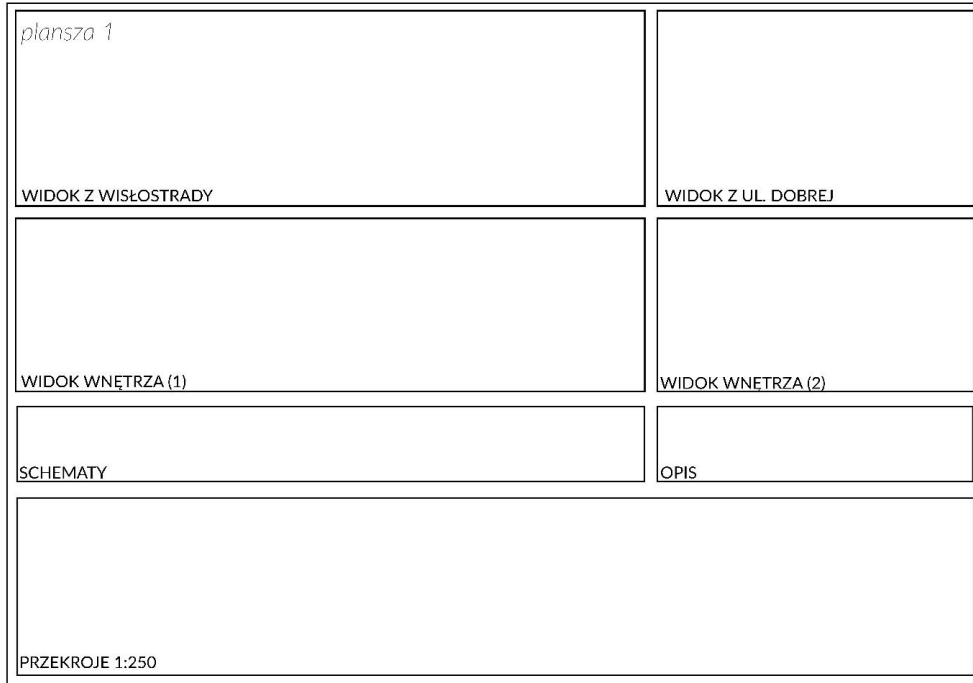 plansza 1
WIDOK Z WISŁOSTRADY
WIDOK Z UL. DOBREJ
WIDOK WNĘTRZA (1)
WIDOK WNĘTRZA (2)
SCHEMATY
OPIS
PRZEKROJE 1:250